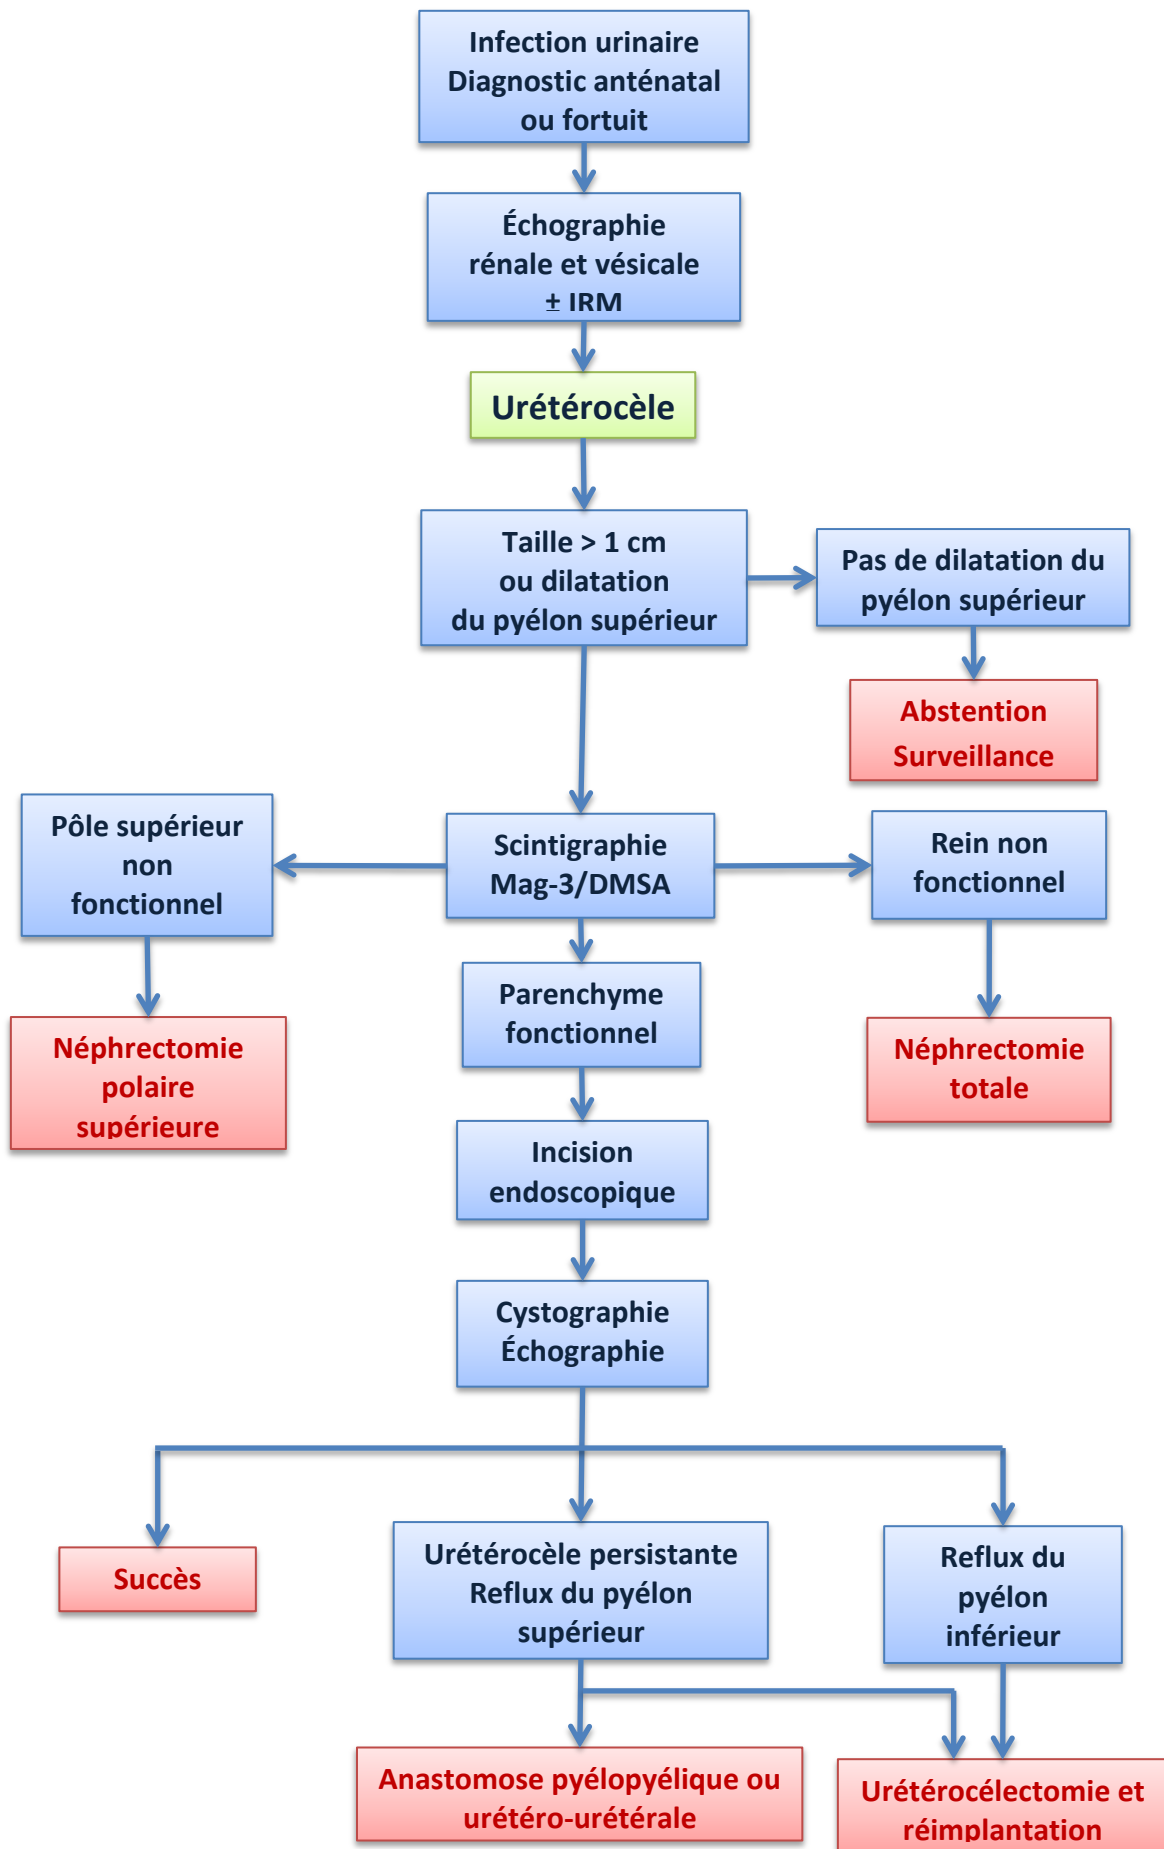 Infection urinaire
Diagnostic anténatal
ou fortuit
Échographie
rénale et vésicale
± IRM
Urétérocèle
Taille > 1 cm
ou dilatation
du pyélon supérieur
Pas de dilatation du
pyélon supérieur
Abstention
Surveillance
Pôle supérieur
non
fonctionnel
Scintigraphie
Mag-3/DMSA
Rein non
fonctionnel
Parenchyme
fonctionnel
Néphrectomie
polaire
supérieure
Néphrectomie
totale
Incision
endoscopique
Cystographie
Échographie
Succès
Urétérocèle persistante
Reflux du pyélon
supérieur
Reflux du
pyélon
inférieur
Anastomose pyélopyélique ou
urétéro-urétérale
Urétérocélectomie et
réimplantation